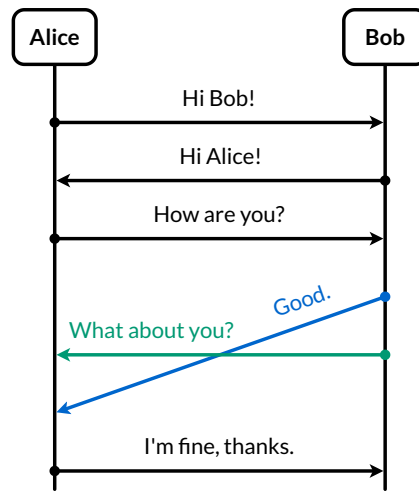 Alice
Bob
Hi Bob!
Hi Alice!
How are you?
Good.
What about you?
I'm fine, thanks.